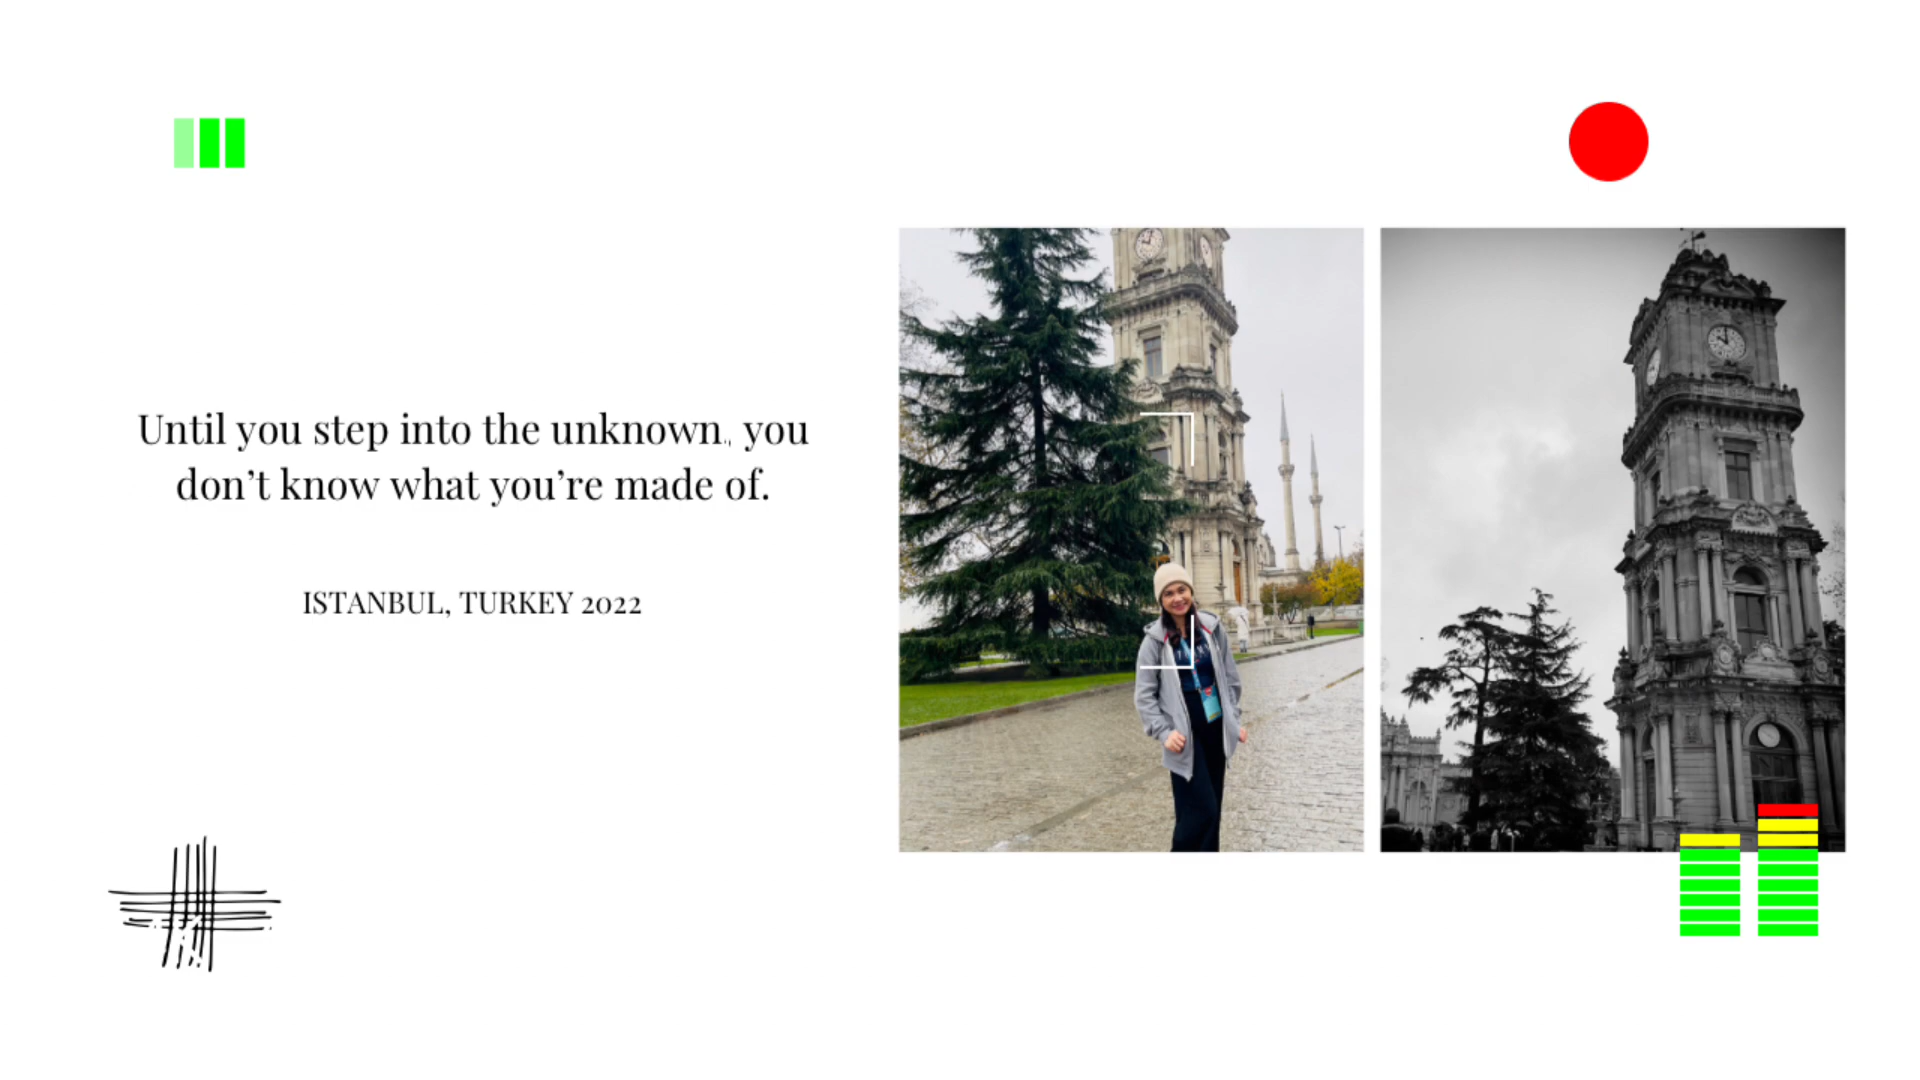 Until you step into the unknown., you
don’t know what you’re made of.
ISTANBUL, TURKEY 2022